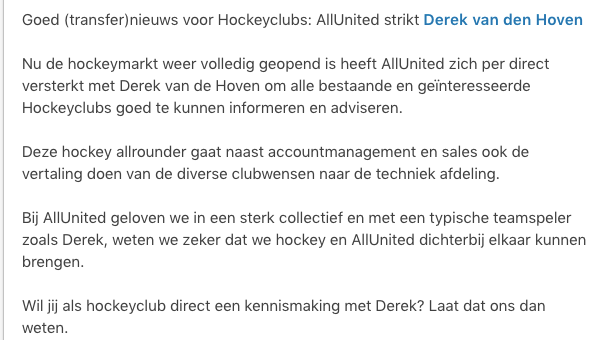 Goed (transfer)nieuws voor Hockeyclubs: AllUnited strikt Derek van den Hoven
Nu de hockeymarkt weer volledig geopend is heeft AllUnited zich per direct
versterkt met Derek van de Hoven om alle bestaande en geïnteresseerde
Hockeyclubs goed te kunnen informeren en adviseren.
Deze hockey allrounder gaat naast accountmanagement en sales ook de
vertaling doen van de diverse clubwensen naar de techniek afdeling.
Bij AllUnited geloven we in een sterk collectief en met een typische teamspeler
zoals Derek, weten we zeker dat we hockey en AllUnited dichterbij elkaar kunnen
brengen.
Wil jij als hockeyclub direct een kennismaking met Derek? Laat dat ons dan
weten.